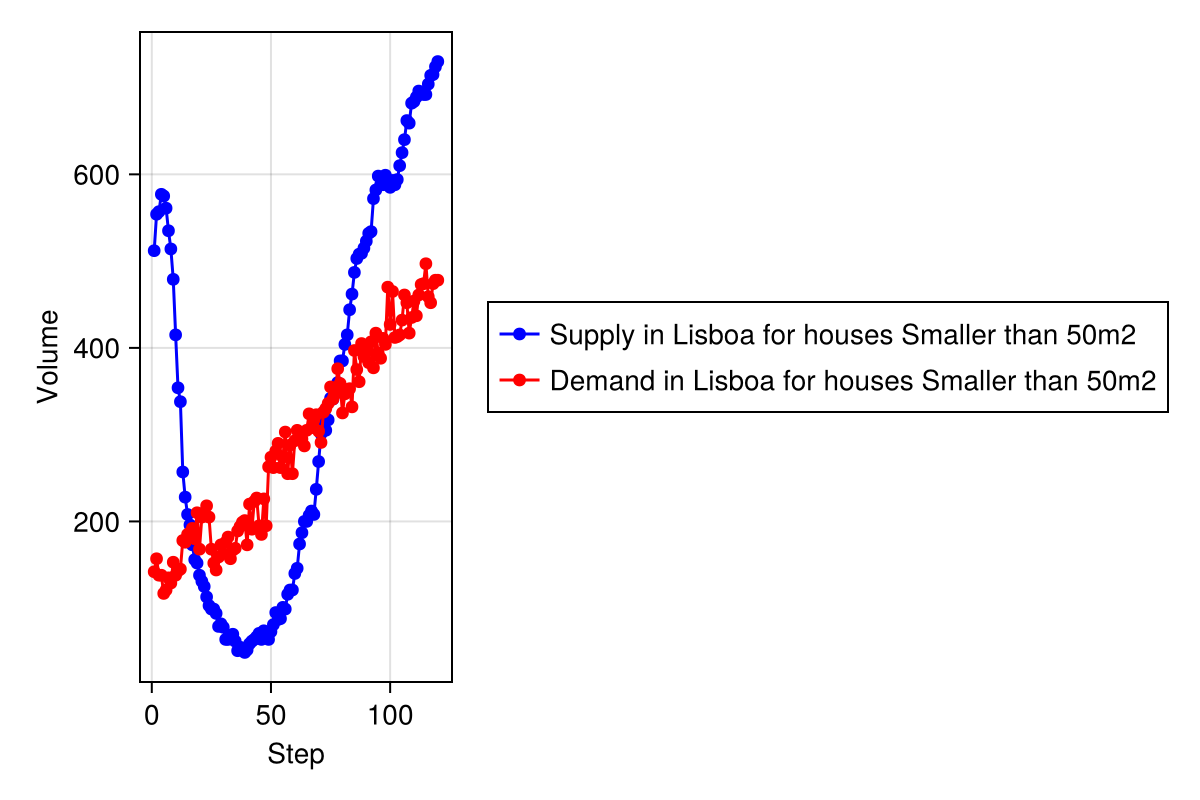 600
400
200
Volume
0 50 100
Step
Supply in Lisboa for houses Smaller than 50m2
Demand in Lisboa for houses Smaller than 50m2